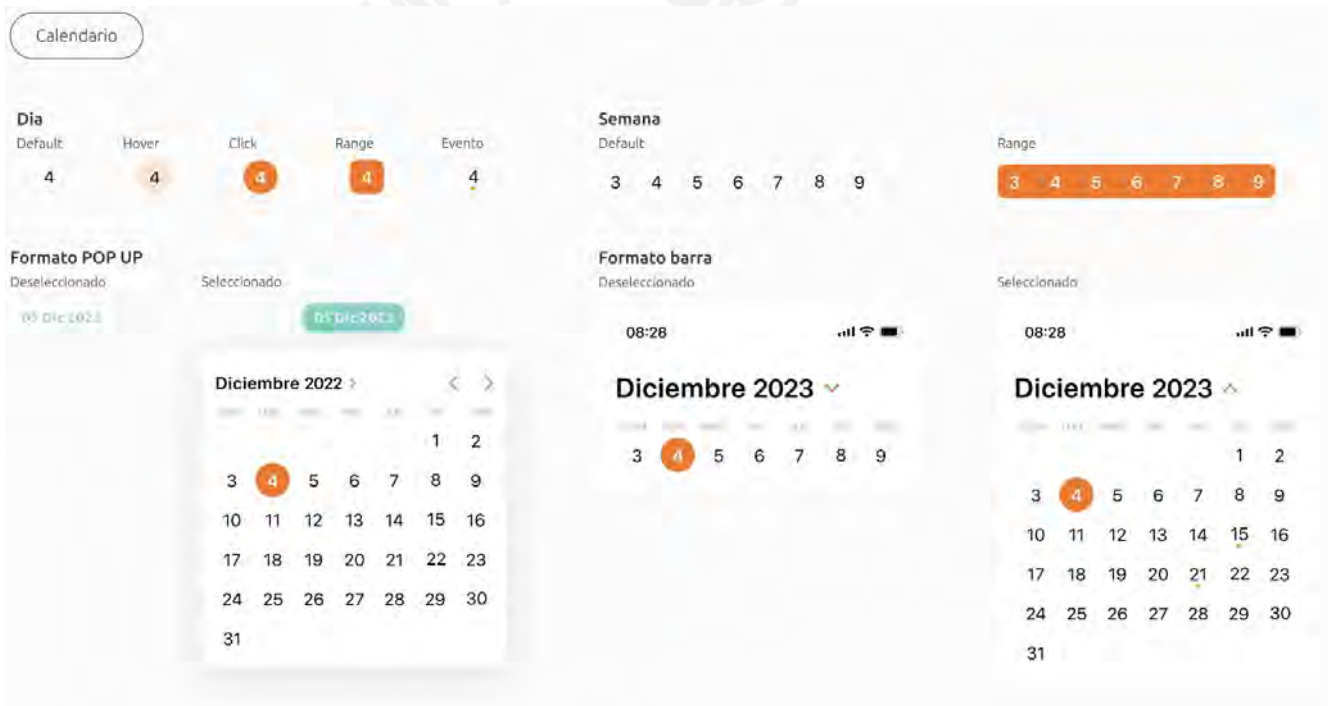 Calendario
Dia
Default Hover Click Range Evento
4 4 4 4 4
Semana
Default
3 4 5 6 7 8 9
Range
3 4 5 6 7 8 9
Formato POP UP
Deseleccionado
05 Dic 2023
Seleccionado
05 Dic 2023
Diciembre 2022
1 2
3 4 5 6 7 8 9
10 11 12 13 14 15 16
17 18 19 20 21 22 23
24 25 26 27 28 29 30
31
Formato barra
Deseleccionado
08:28
Diciembre 2023
3 4 5 6 7 8 9
Seleccionado
08:28
Diciembre 2023
1 2
3 4 5 6 7 8 9
10 11 12 13 14 15 16
17 18 19 20 21 22 23
24 25 26 27 28 29 30
31